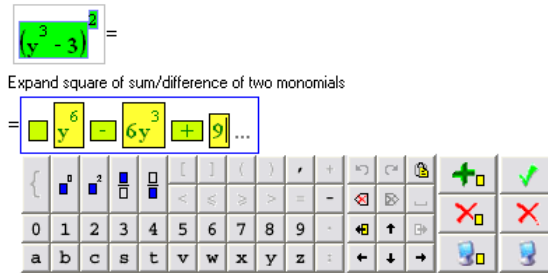 (y³ - 3)² =
Expand square of sum/difference of two monomials
= y⁶ - 6y³ + 9 ...
{ [ ] ( ) , +
< ≤ ≥ > = -
0 1 2 3 4 5 6 7 8 9 ·
a b c s t v w x y z :